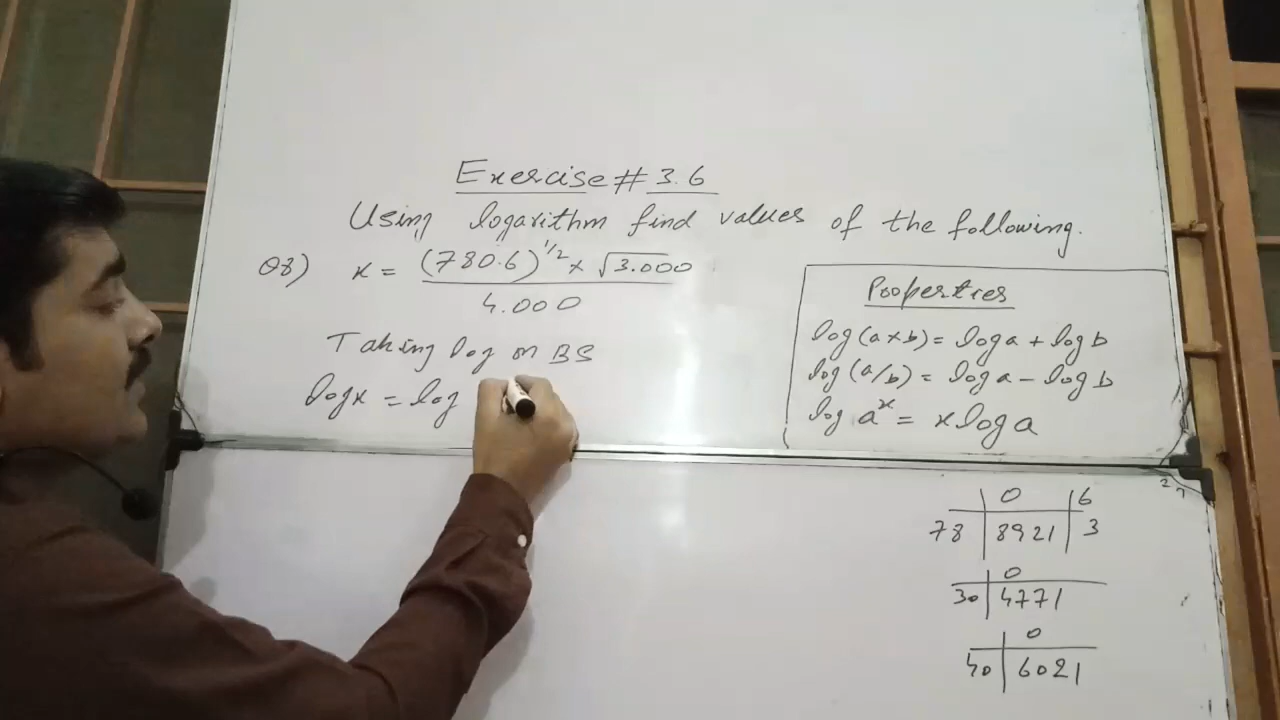 Exercise # 3.6
Using logarithm find values of the following.
Q8) x = (780.6)^1/2 × √3.000
4.000
Taking log on BS
log x = log
Properties
log (a × b) = log a + log b
log (a/b) = log a - log b
log a^x = x log a
0 6
78 8921 3
0
30 4771
0
40 6021